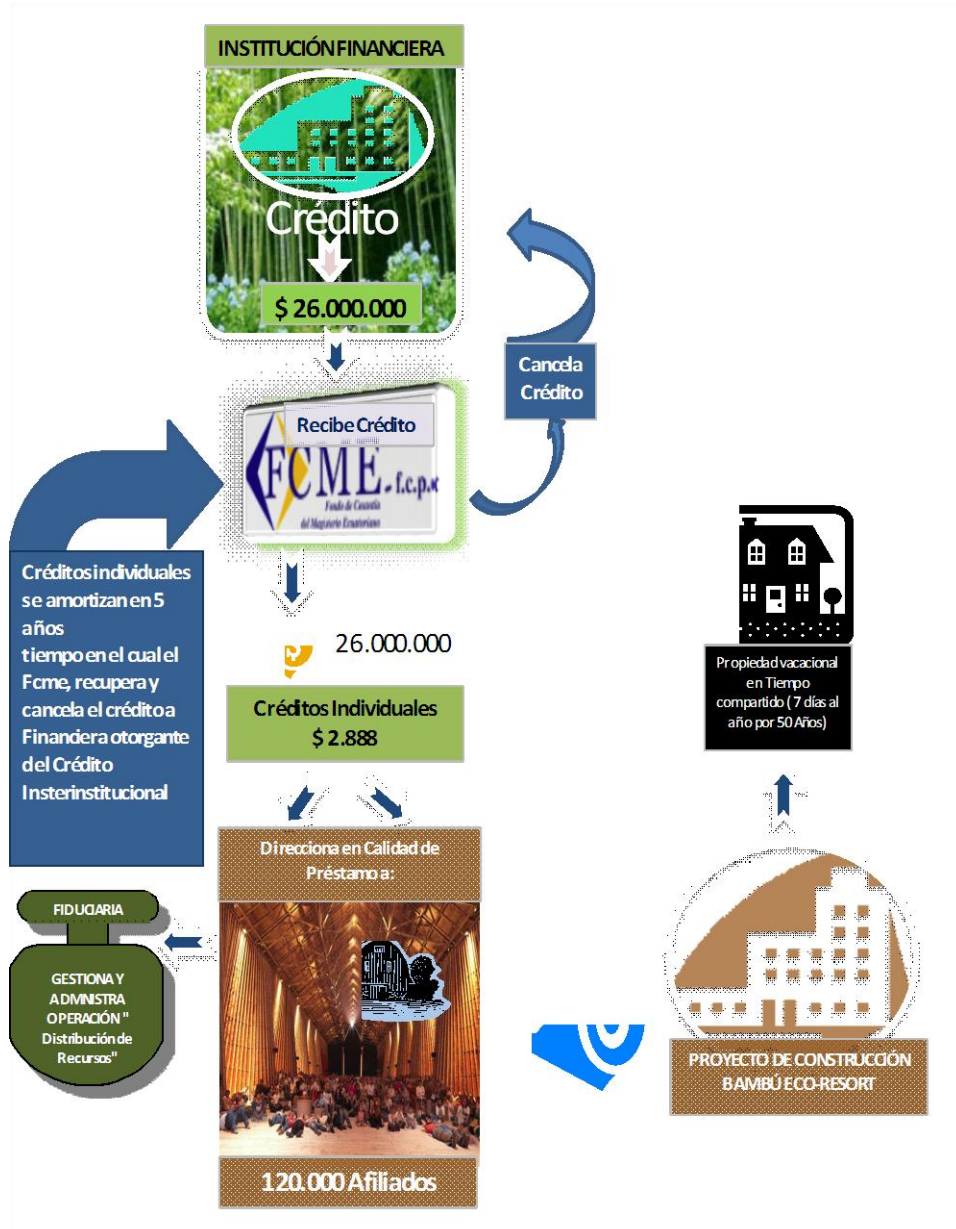 INSTITUCIÓN FINANCIERA
Crédito
$ 26.000.000
Cancela
Crédito
Recibe Crédito
FCME - f.c.p.c
Fondo de Cesantía
del Magisterio Ecuatoriano
Créditos individuales
se amortizan en 5
años
tiempo en el cual el
Fcme, recupera y
cancela el crédito a
Financiera otorgante
del Crédito
Insterinstitucional
26.000.000
Créditos Individuales
$ 2.888
Propiedad vacacional
en Tiempo
compartido ( 7 días al
año por 50 Años)
Direcciona en Calidad de
Préstamo a:
FIDUCIARIA
GESTIONA Y
ADMNISTRA
OPERACIÓN "
Distribución de
Recursos"
PROYECTO DE CONSTRUCCIÓN
BAMBÚ ECO-RESORT
120.000 Afiliados